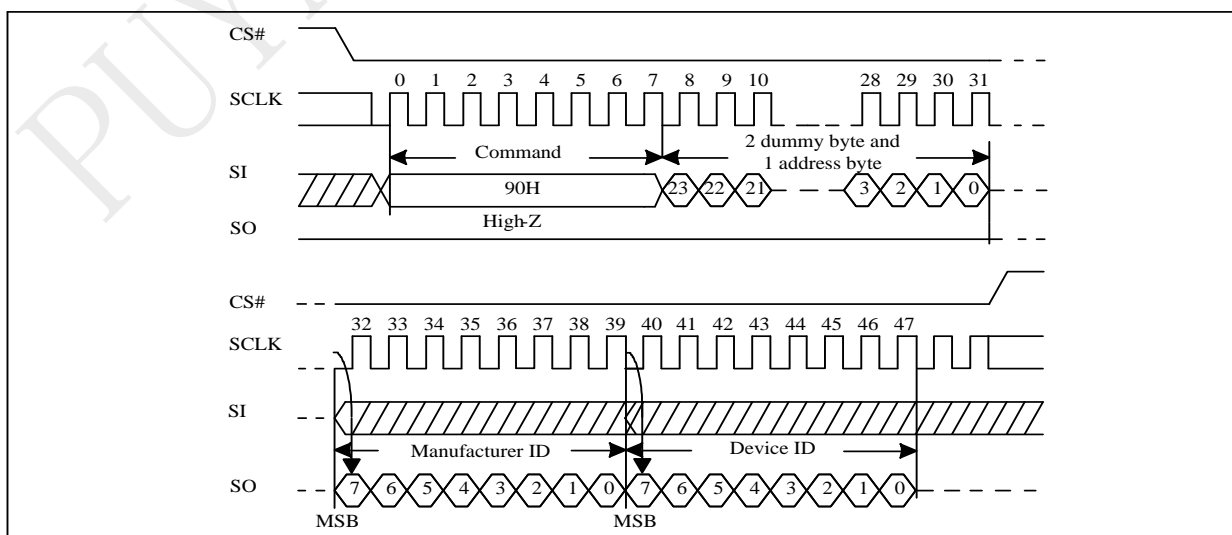 PUYA
CS#
0 1 2 3 4 5 6 7 8 9 10 28 29 30 31
SCLK
Command
2 dummy byte and
1 address byte
SI
90H
23 22 21 3 2 1 0
High-Z
SO
CS#
32 33 34 35 36 37 38 39 40 41 42 43 44 45 46 47
SCLK
SI
Manufacturer ID
Device ID
SO
7 6 5 4 3 2 1 0 7 6 5 4 3 2 1 0
MSB
MSB